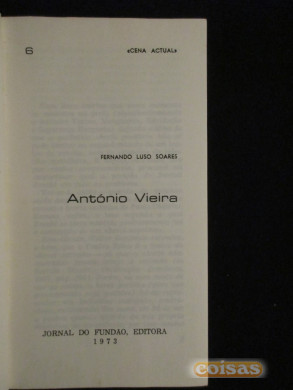 6 «CENA ACTUAL»
FERNANDO LUSO SOARES
António Vieira
JORNAL DO FUNDÃO, EDITORA
1973
coisas